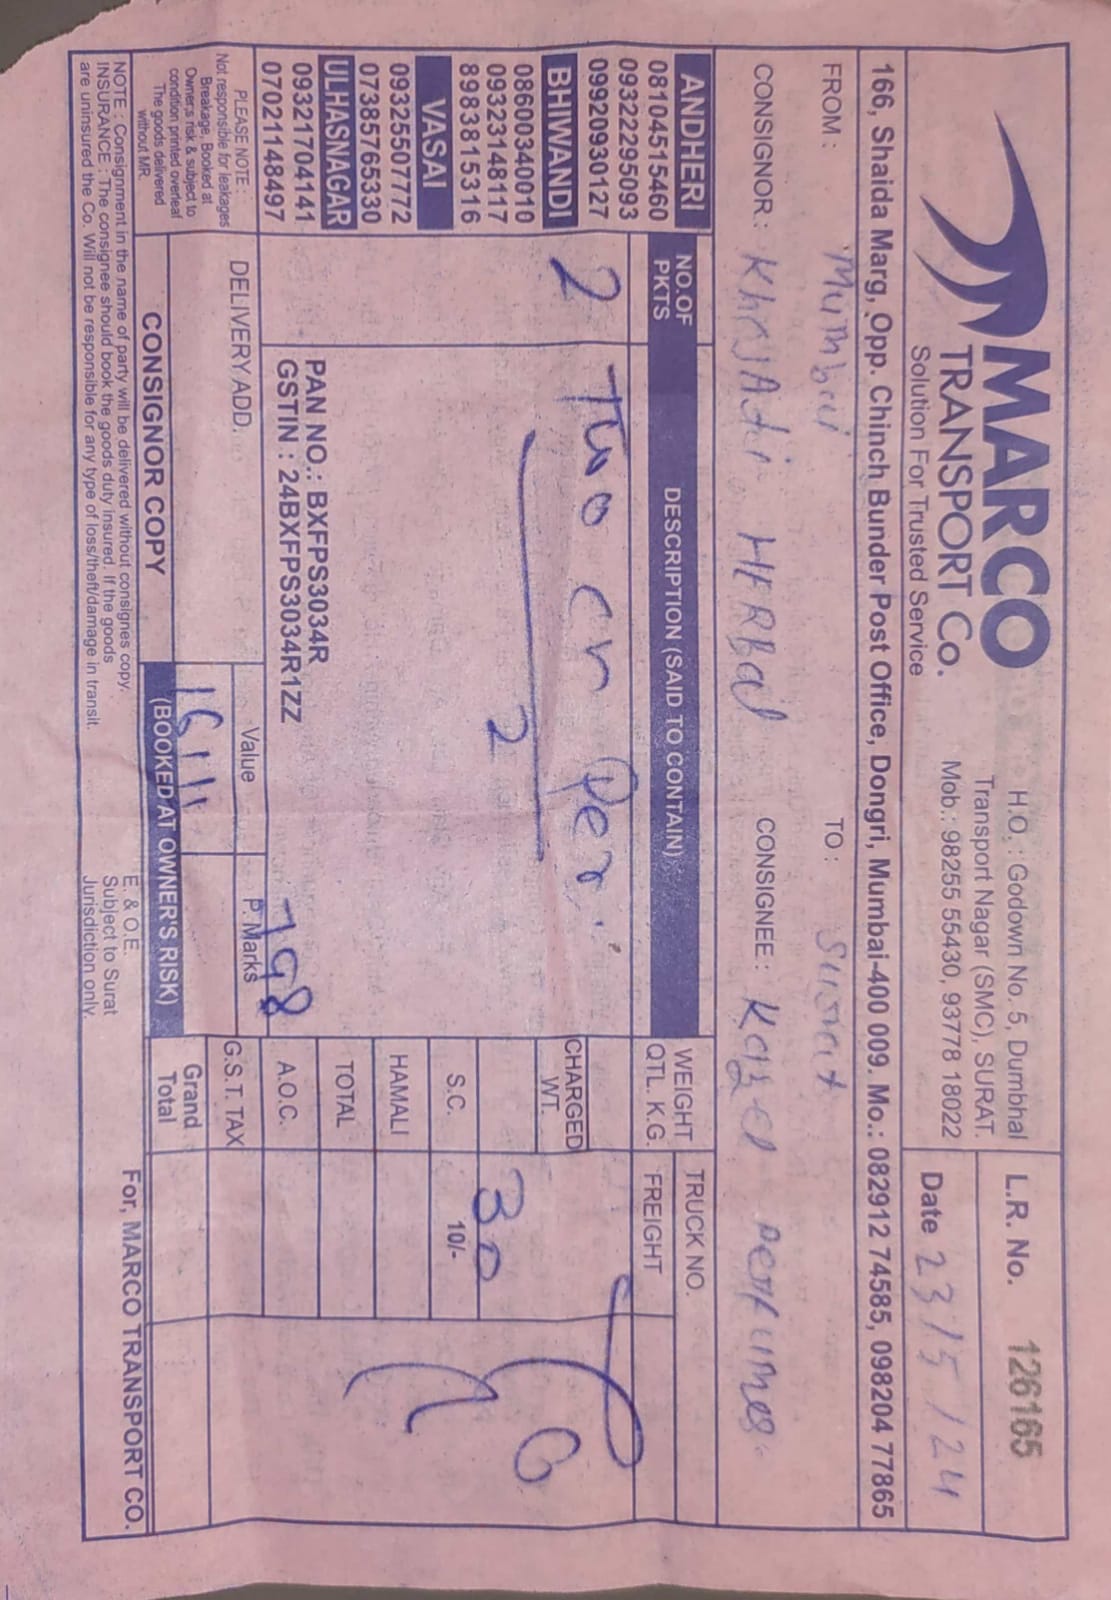 MARCO
TRANSPORT Co.
Solution For Trusted Service
H.O. : Godown No. 5, Dumbhal
Transport Nagar (SMC), SURAT.
Mob.: 98255 55430, 93778 18022
L.R. No. 126165
Date 23/5/24
166, Shaida Marg, Opp. Chinch Bunder Post Office, Dongri, Mumbai-400 009. Mo.: 082912 74585, 098204 77865
FROM : Mumbai TO : Surat
CONSIGNOR : HERBal CONSIGNEE : perfumes
ANDHERI
08104515460
09322295093
09920930127
BHIWANDI
08600340010
09323148117
8983815316
VASAI
09325507772
07385765330
ULHASNAGAR
09321704141
07021148497
NO.OF PKTS
DESCRIPTION (SAID TO CONTAIN)
WEIGHT QTL. K.G.
TRUCK NO.
FREIGHT
2 Two Per
2
CHARGED WT.
30
S.C. 10/-
HAMALI
TOTAL
A.O.C.
G.S.T. TAX
Grand Total
PAN NO.: BXFPS3034R
GSTIN : 24BXFPS3034R1ZZ
PLEASE NOTE :
Not responsible for leakages
Breakage, Booked at
Owner,s risk & subject to
condition printed overleaf
The goods delivered
without MR.
DELIVERY ADD.
Value
P. Marks
798
CONSIGNOR COPY
(BOOKED AT OWNER'S RISK)
For, MARCO TRANSPORT CO.
NOTE : Consignment in the name of party will be delivered without consignes copy.
INSURANCE : The consignee should book the goods duty insured. If the goods
are uninsured the Co. Will not be responsible for any type of loss/theft/damage in transit.
E. & O.E.
Subject to Surat
Jurisdiction only.